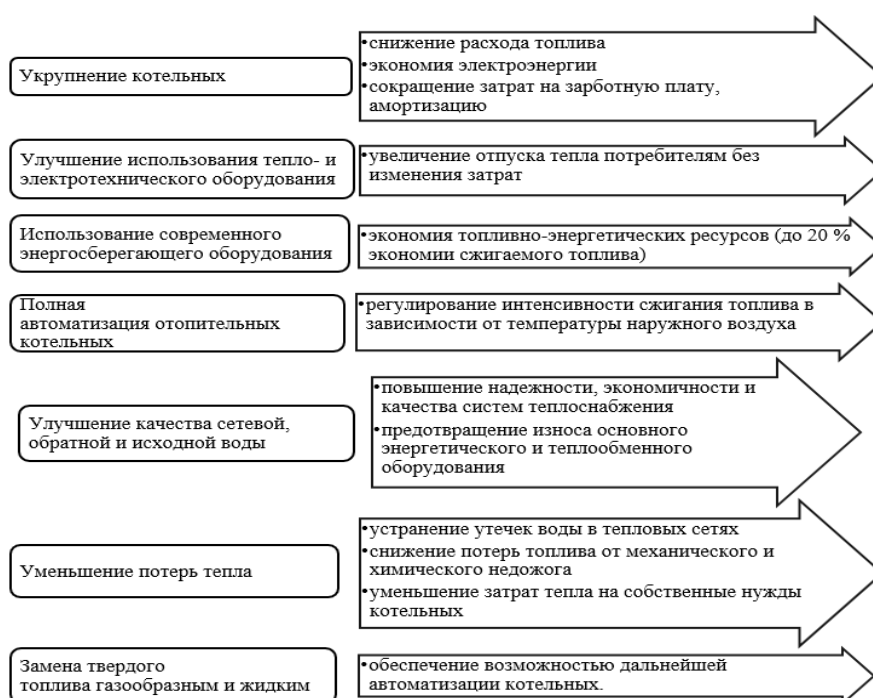 Укрупнение котельных
•снижение расхода топлива
•экономия электроэнергии
•сокращение затрат на зарботную плату,
амортизацию
Улучшение использования тепло- и
электротехнического оборудования
•увеличение отпуска тепла потребителям без
изменения затрат
Использование современного
энергосберегающего оборудования
•экономия топливно-энергетических ресурсов (до 20 %
экономии сжигаемого топлива)
Полная
автоматизация отопительных
котельных
•регулирование интенсивности сжигания топлива в
зависимости от температуры наружного воздуха
Улучшение качества сетевой,
обратной и исходной воды
•повышение надежности, экономичности и
качества систем теплоснабжения
•предотвращение износа основного
энергетического и теплообменного
оборудования
Уменьшение потерь тепла
•устранение утечек воды в тепловых сетях
•снижение потерь топлива от механического и
химического недожога
•уменьшение затрат тепла на собственные нужды
котельных
Замена твердого
топлива газообразным и жидким
•обеспечение возможностью дальнейшей
автоматизации котельных.